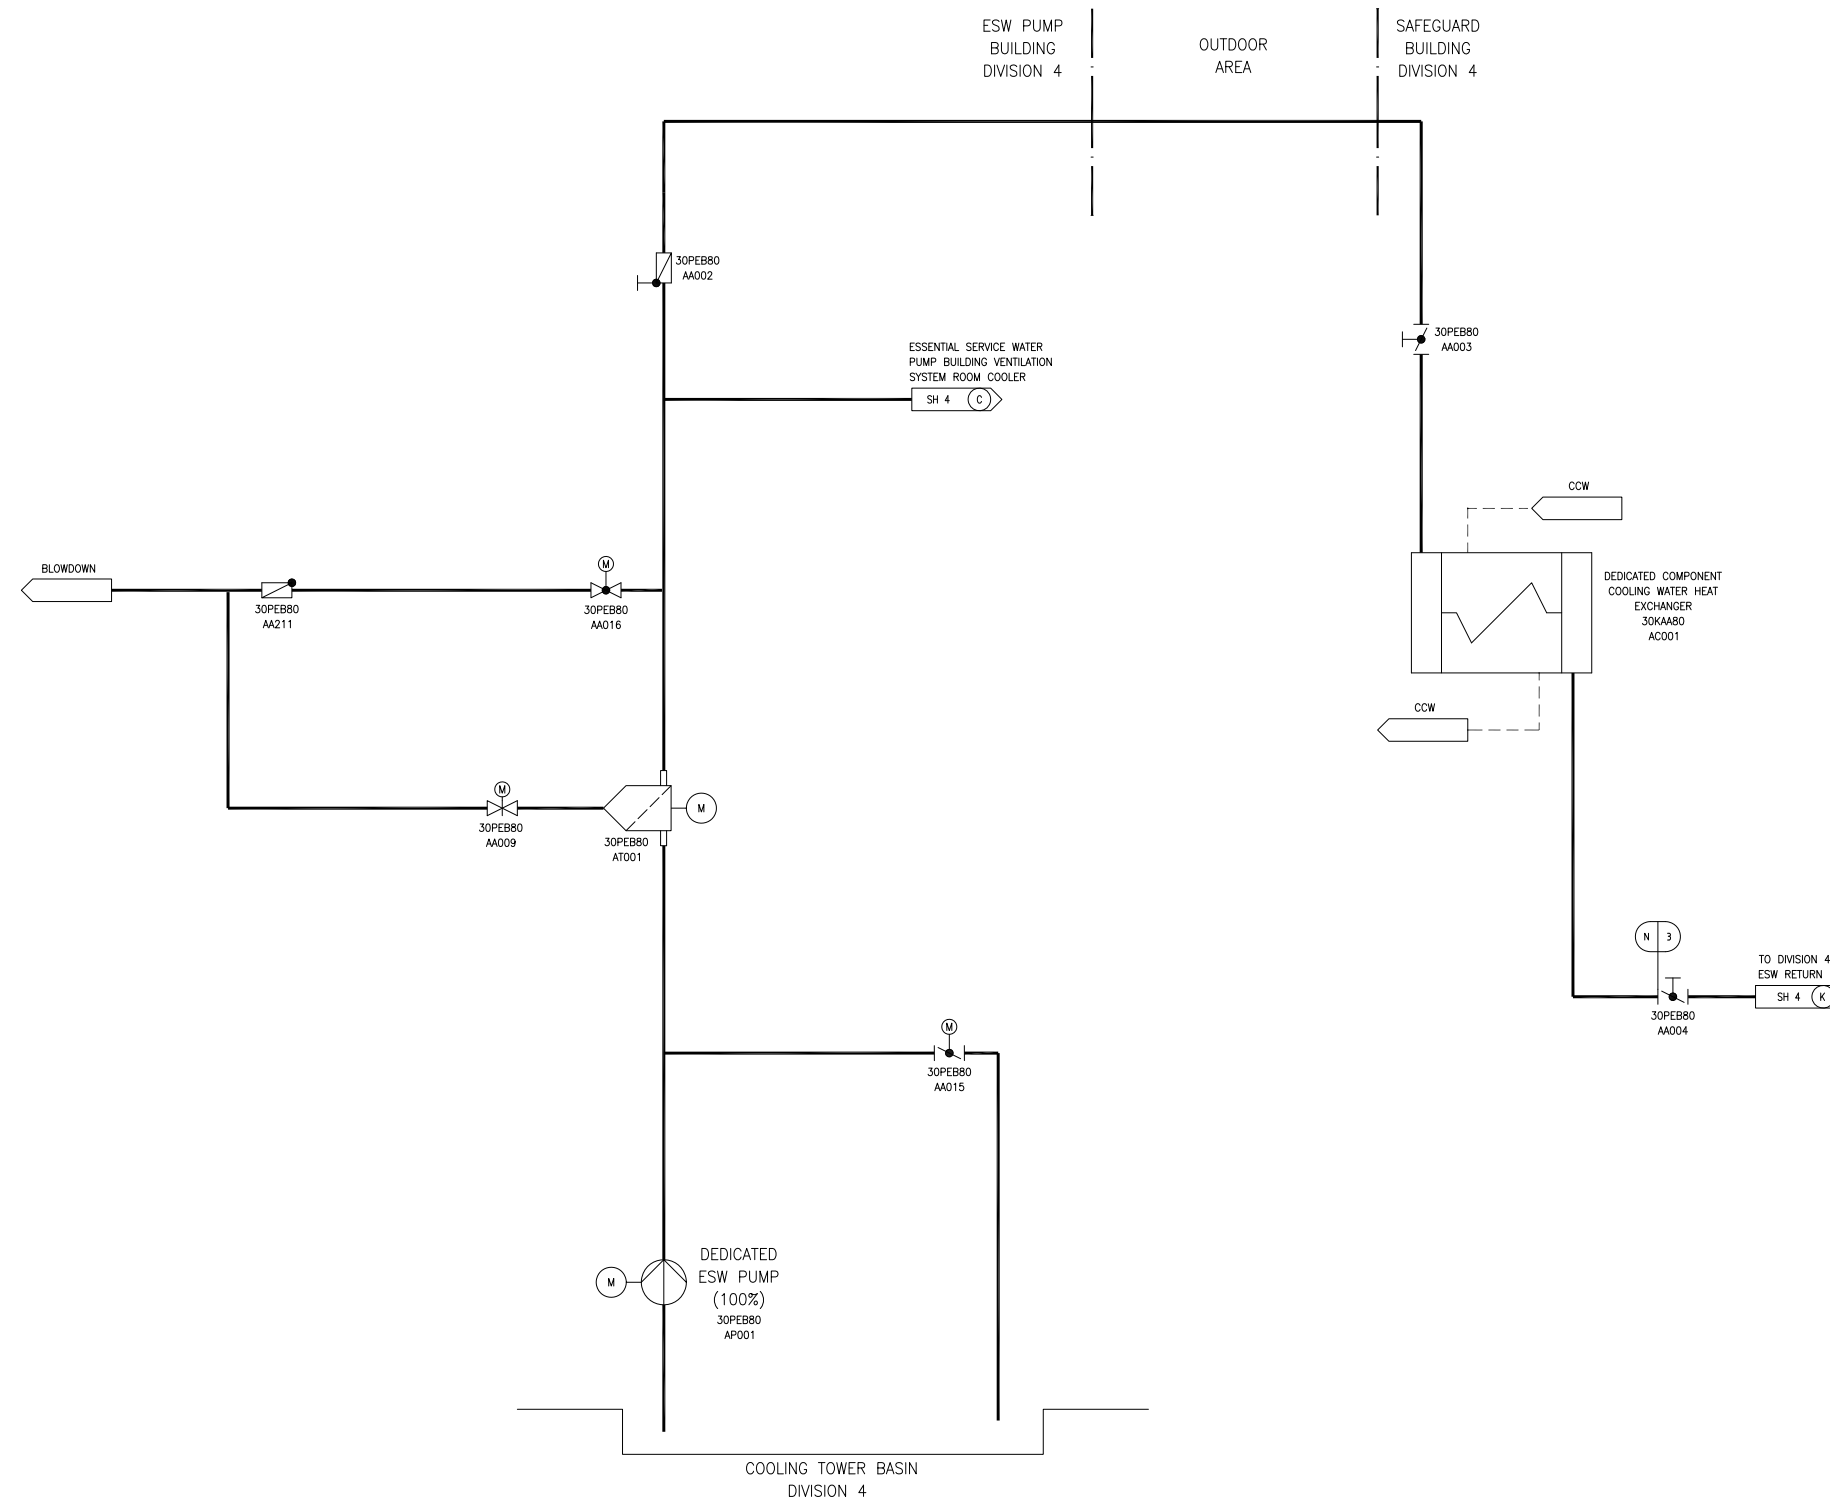 ESW PUMP
BUILDING
DIVISION 4
OUTDOOR
AREA
SAFEGUARD
BUILDING
DIVISION 4
30PEB80
AA002
30PEB80
AA003
ESSENTIAL SERVICE WATER
PUMP BUILDING VENTILATION
SYSTEM ROOM COOLER
SH 4 C
CCW
BLOWDOWN
M
30PEB80
AA211
30PEB80
AA016
DEDICATED COMPONENT
COOLING WATER HEAT
EXCHANGER
30KAA80
AC001
CCW
M
30PEB80
AA009
M
30PEB80
AT001
N 3
TO DIVISION 4
ESW RETURN
SH 4 K
30PEB80
AA004
M
30PEB80
AA015
M
DEDICATED
ESW PUMP
(100%)
30PEB80
AP001
COOLING TOWER BASIN
DIVISION 4